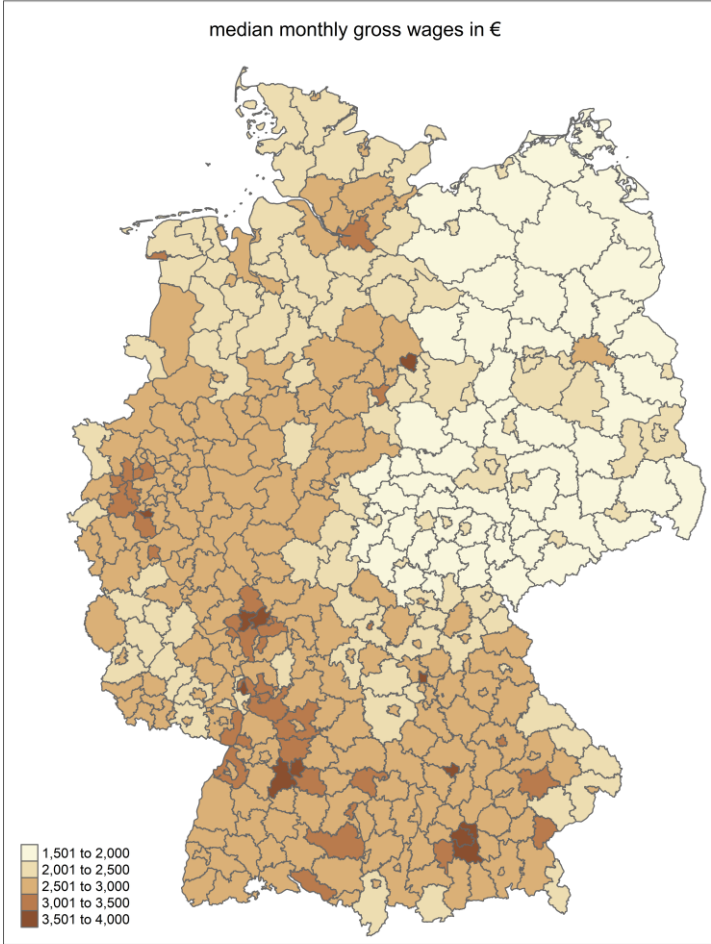 median monthly gross wages in €
1,501 to 2,000
2,001 to 2,500
2,501 to 3,000
3,001 to 3,500
3,501 to 4,000